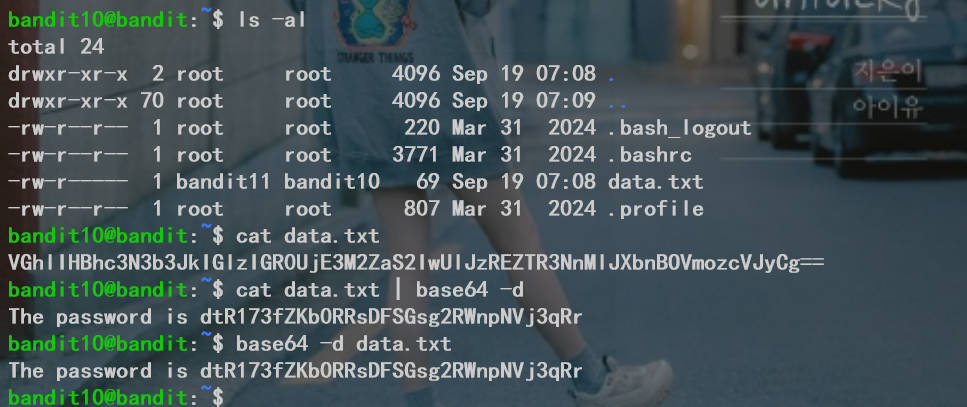 bandit10@bandit:~$ ls -al
total 24
drwxr-xr-x 2 root root 4096 Sep 19 07:08 .
drwxr-xr-x 70 root root 4096 Sep 19 07:09 ..
-rw-r--r-- 1 root root 220 Mar 31 2024 .bash_logout
-rw-r--r-- 1 root root 3771 Mar 31 2024 .bashrc
-rw-r----- 1 bandit11 bandit10 69 Sep 19 07:08 data.txt
-rw-r--r-- 1 root root 807 Mar 31 2024 .profile
bandit10@bandit:~$ cat data.txt
VGhlIHBhc3N3b3JkIGlzIGR0UjE3M2ZaS2IwUlJzREZTR3NnMlJXbnBOVmozcVJyCg==
bandit10@bandit:~$ cat data.txt | base64 -d
The password is dtR173fZKb0RRsDFSGsg2RWnpNVj3qRr
bandit10@bandit:~$ base64 -d data.txt
The password is dtR173fZKb0RRsDFSGsg2RWnpNVj3qRr
bandit10@bandit:~$
THINGS
지은이
아이유